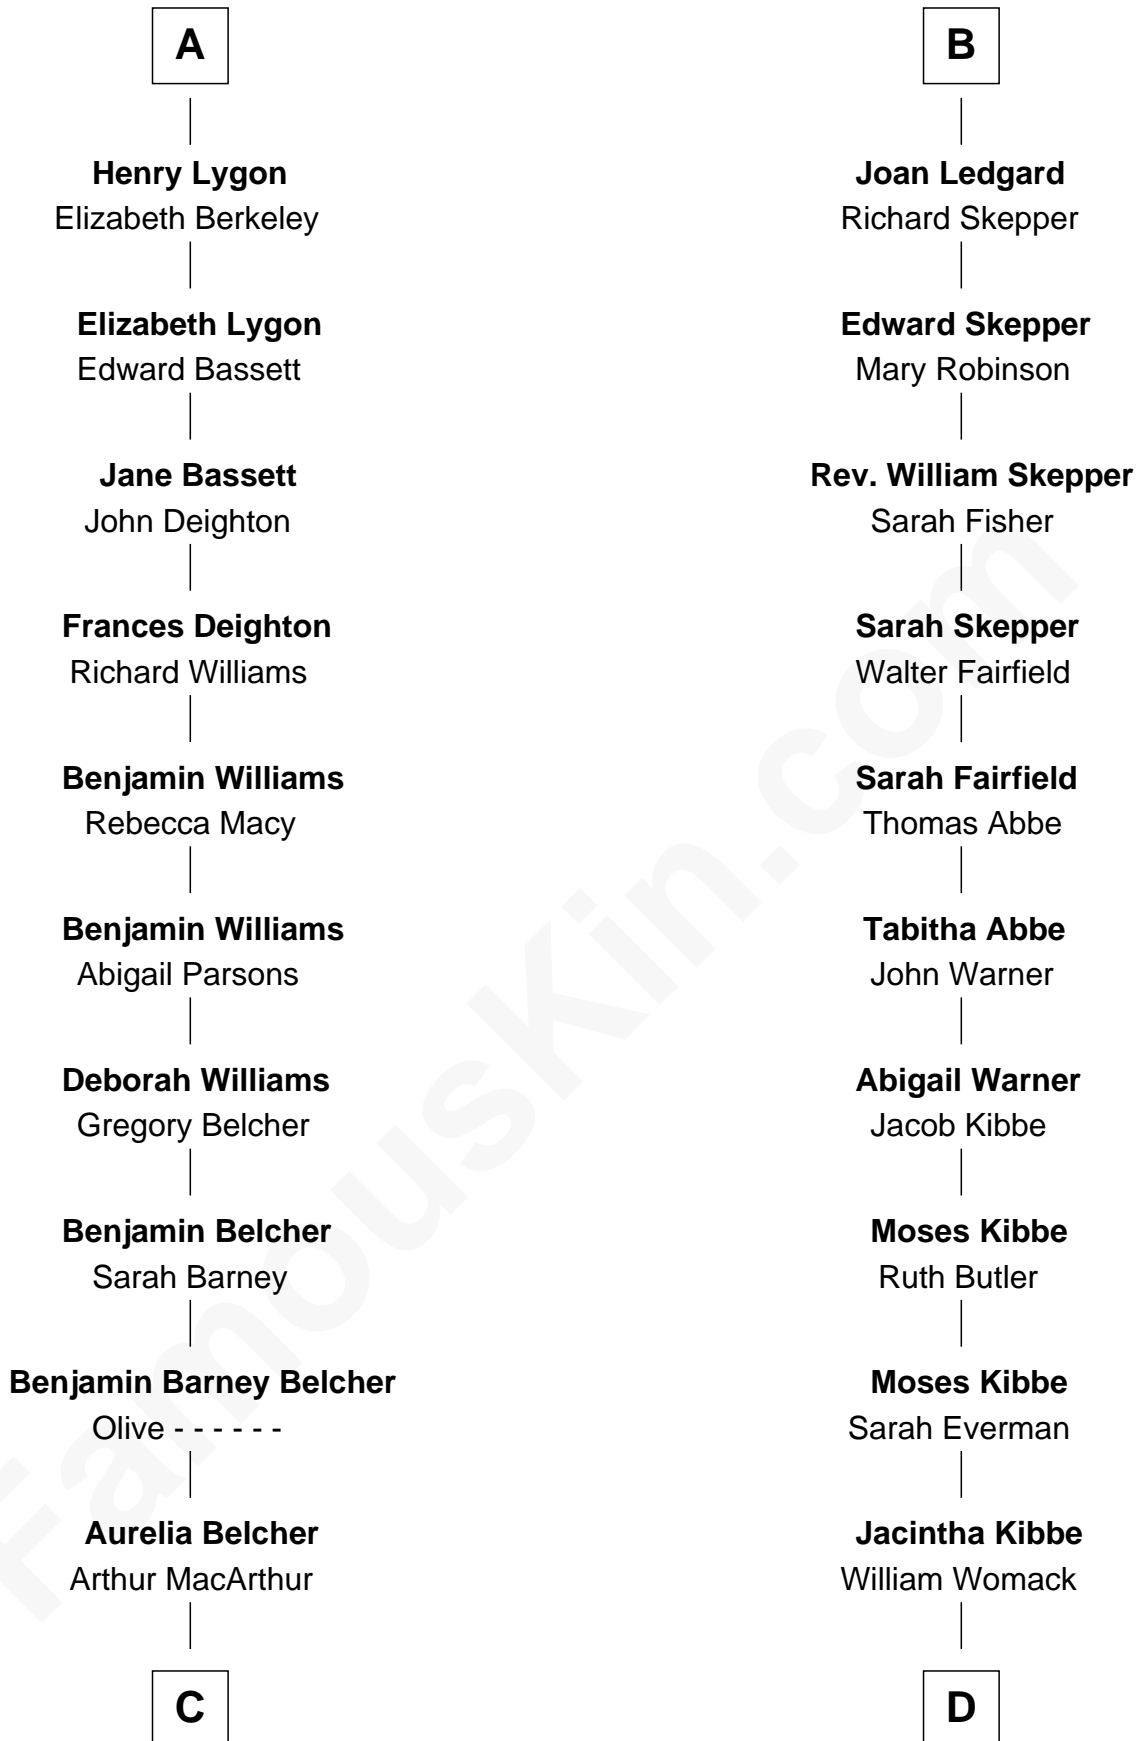 A
Henry Lygon
Elizabeth Berkeley
Elizabeth Lygon
Edward Bassett
Jane Bassett
John Deighton
Frances Deighton
Richard Williams
Benjamin Williams
Rebecca Macy
Benjamin Williams
Abigail Parsons
Deborah Williams
Gregory Belcher
Benjamin Belcher
Sarah Barney
Benjamin Barney Belcher
Olive - - - - - -
Aurelia Belcher
Arthur MacArthur
C
B
Joan Ledgard
Richard Skepper
Edward Skepper
Mary Robinson
Rev. William Skepper
Sarah Fisher
Sarah Skepper
Walter Fairfield
Sarah Fairfield
Thomas Abbe
Tabitha Abbe
John Warner
Abigail Warner
Jacob Kibbe
Moses Kibbe
Ruth Butler
Moses Kibbe
Sarah Everman
Jacintha Kibbe
William Womack
D
FamousKin.com